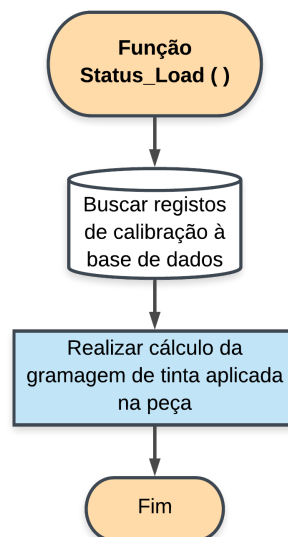 Função
Status_Load ( )
Buscar registos
de calibração à
base de dados
Realizar cálculo da
gramagem de tinta aplicada
na peça
Fim